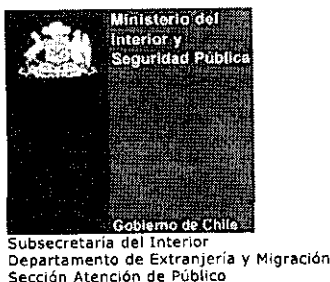 Ministerio del
Interior y
Seguridad Pública
Gobierno de Chile
Subsecretaría del Interior
Departamento de Extranjería y Migración
Sección Atención de Público